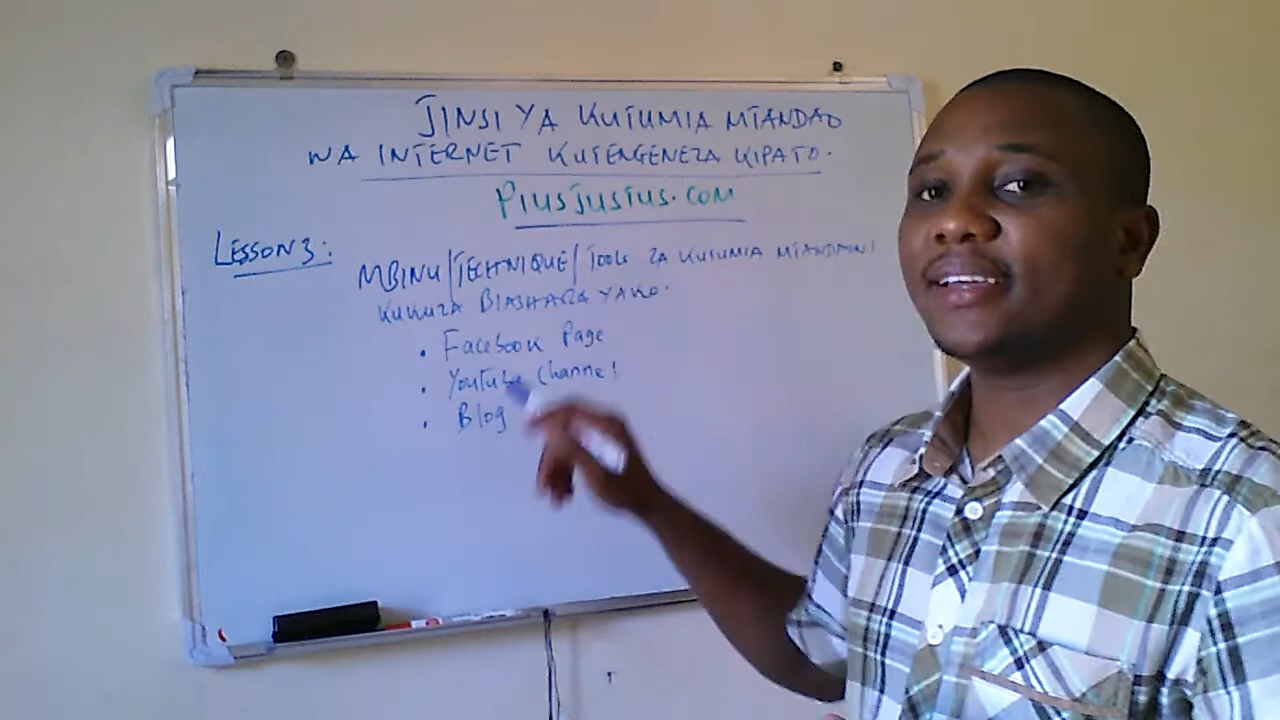 JINSI YA KUTUMIA MTANDAO
WA INTERNET KUTENGENEZA KIPATO.
PIUSJUSTUS.COM
LESSON 3:
MBINU/TECHNIQUE/TOOLS ZA KUTUMIA MTANDAONI
KUKUZA BIASHARA YAKO.
• Facebook Page
• Youtube Channel
• Blog